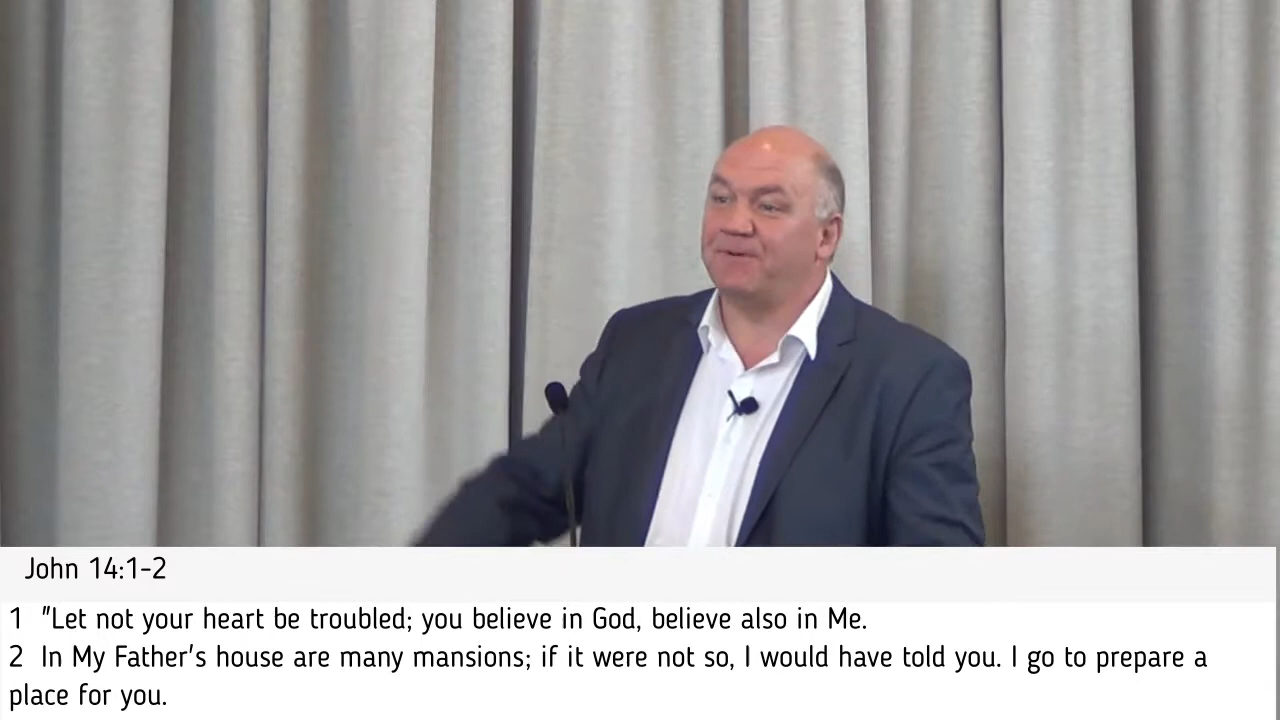 John 14:1-2
1 "Let not your heart be troubled; you believe in God, believe also in Me.
2 In My Father's house are many mansions; if it were not so, I would have told you. I go to prepare a
place for you.